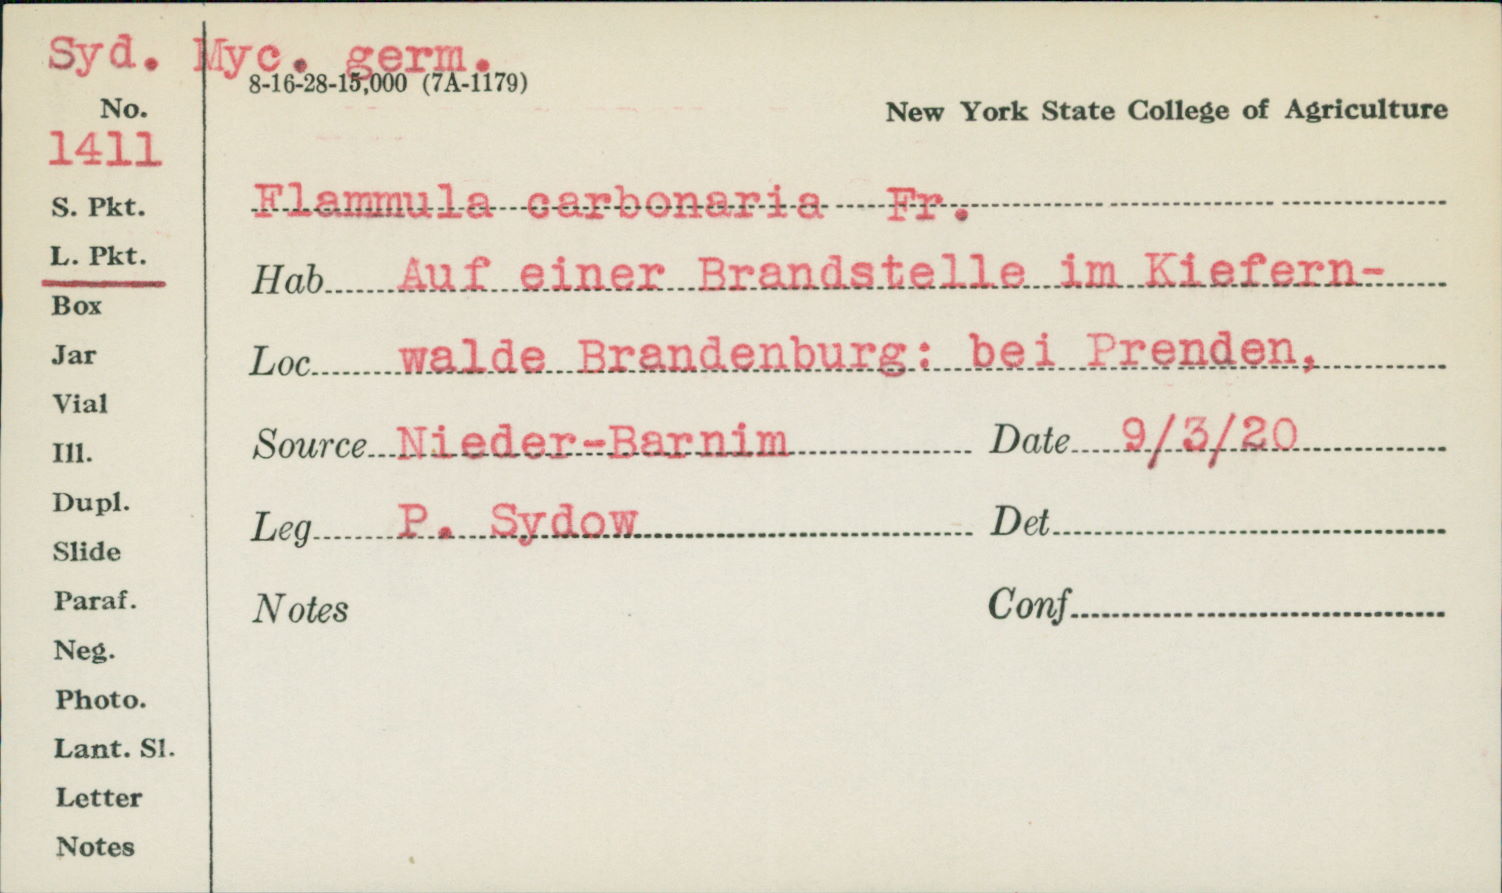 Syd. Myc. germ.
8-16-28-15,000 (7A-1179)
No.
New York State College of Agriculture
1411
Flammula carbonaria Fr.
S. Pkt.
L. Pkt.
Hab Auf einer Brandstelle im Kiefern-
Box
Jar
Loc walde Brandenburg: bei Prenden,
Vial
Ill.
Source Nieder-Barnim Date 9/3/20
Dupl.
Leg P. Sydow Det
Slide
Paraf.
Notes Conf
Neg.
Photo.
Lant. Sl.
Letter
Notes